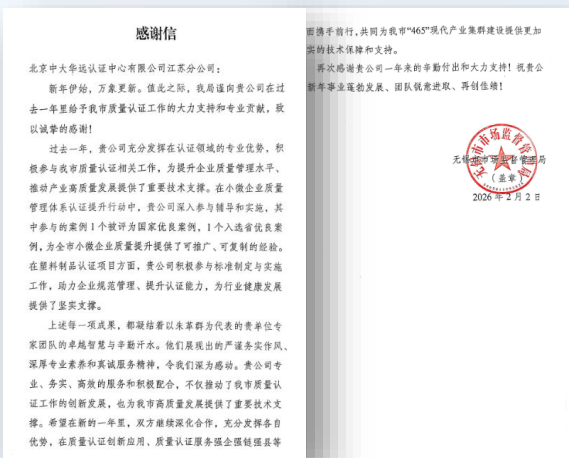 感谢信
北京中大华远认证中心有限公司江苏分公司：
新年伊始，万象更新。值此之际，我局谨向贵公司在过
去一年里给予我市质量认证工作的大力支持和专业贡献，致
以诚挚的感谢！
过去一年，贵公司充分发挥在认证领域的专业优势，积
极参与我市质量认证相关工作，为提升企业质量管理水平、
推动产业高质量发展提供了重要技术支撑。在小微企业质量
管理体系认证提升行动中，贵公司深入参与辅导和实施，其
中参与的案例1个被评为国家优良案例，1个入选省优良案
例，为全市小微企业质量提升提供了可推广、可复制的经验。
在塑料制品认证项目方面，贵公司积极参与标准制定与实施
工作，助力企业规范管理、提升认证能力，为行业健康发展
提供了坚实支撑。
上述每一项成果，都凝结着以朱革群为代表的贵单位专
家团队的卓越智慧与辛勤汗水。他们展现出的严谨务实作风、
深厚专业素养和真诚服务精神，令我们深为感动。贵公司专
业、务实、高效的服务和积极配合，不仅推动了我市质量认
证工作的创新发展，也为我市高质量发展提供了重要技术支
撑。希望在新的一年里，双方继续深化合作，充分发挥各自
优势，在质量认证创新应用、质量认证服务强企强链强县等
面携手前行，共同为我市“465”现代产业集群建设提供更加
实的技术保障和支持。
再次感谢贵公司一年来的辛勤付出和大力支持！祝贵公
新年事业蓬勃发展、团队锐意进取、再创佳绩！
无锡市市场监督管理局
（盖章）
2026年2月2日
无锡市市场监督管理局